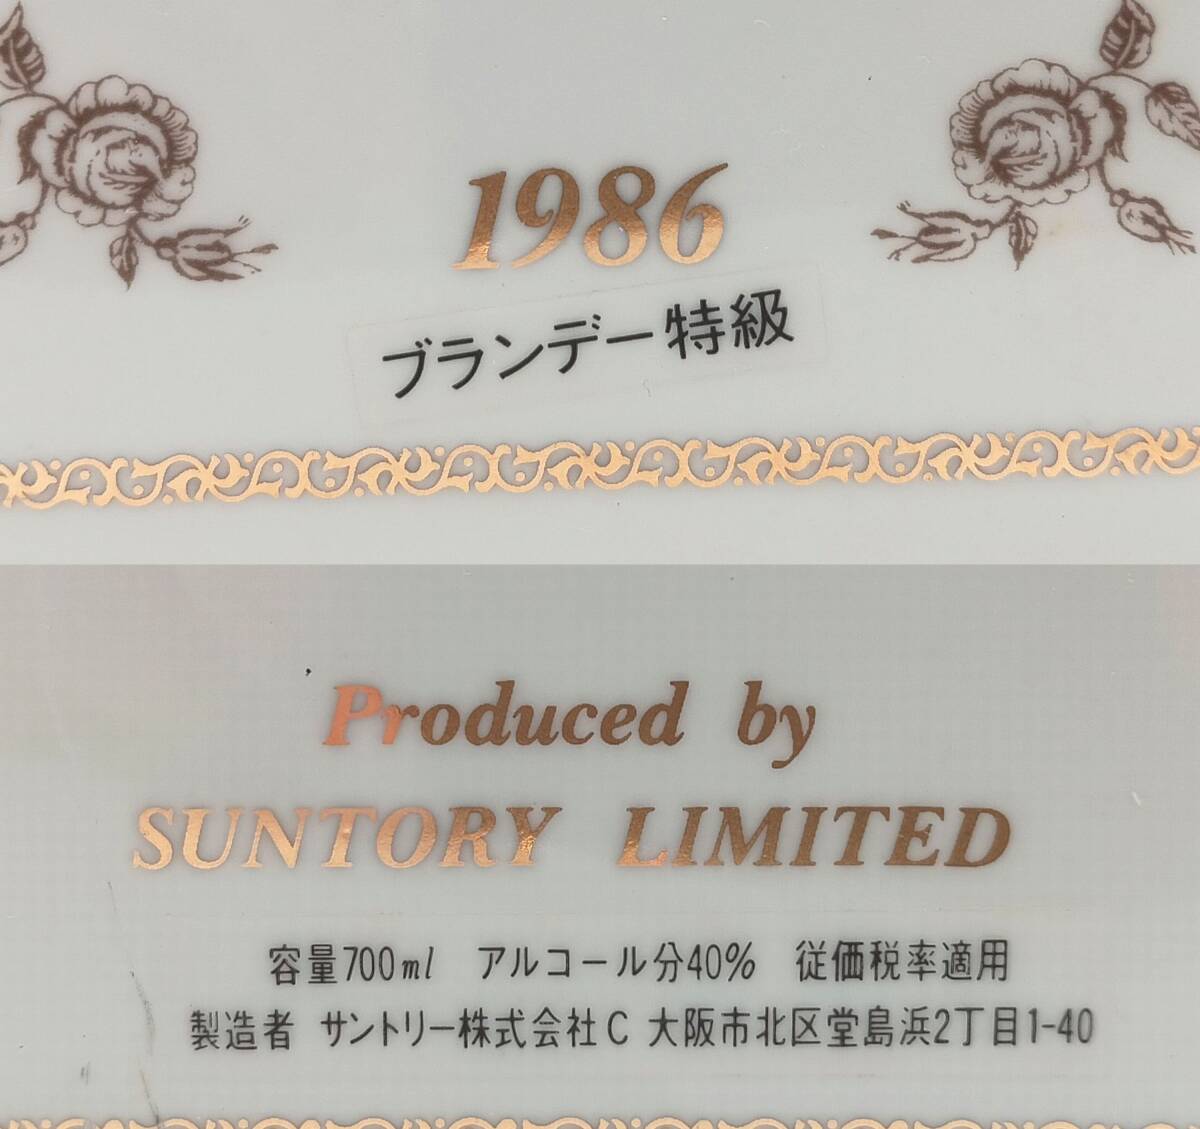 1986
ブランデー特級
Produced by
SUNTORY LIMITED
容量700ml アルコール分40% 従価税率適用
製造者 サントリー株式会社C 大阪市北区堂島浜2丁目1-40